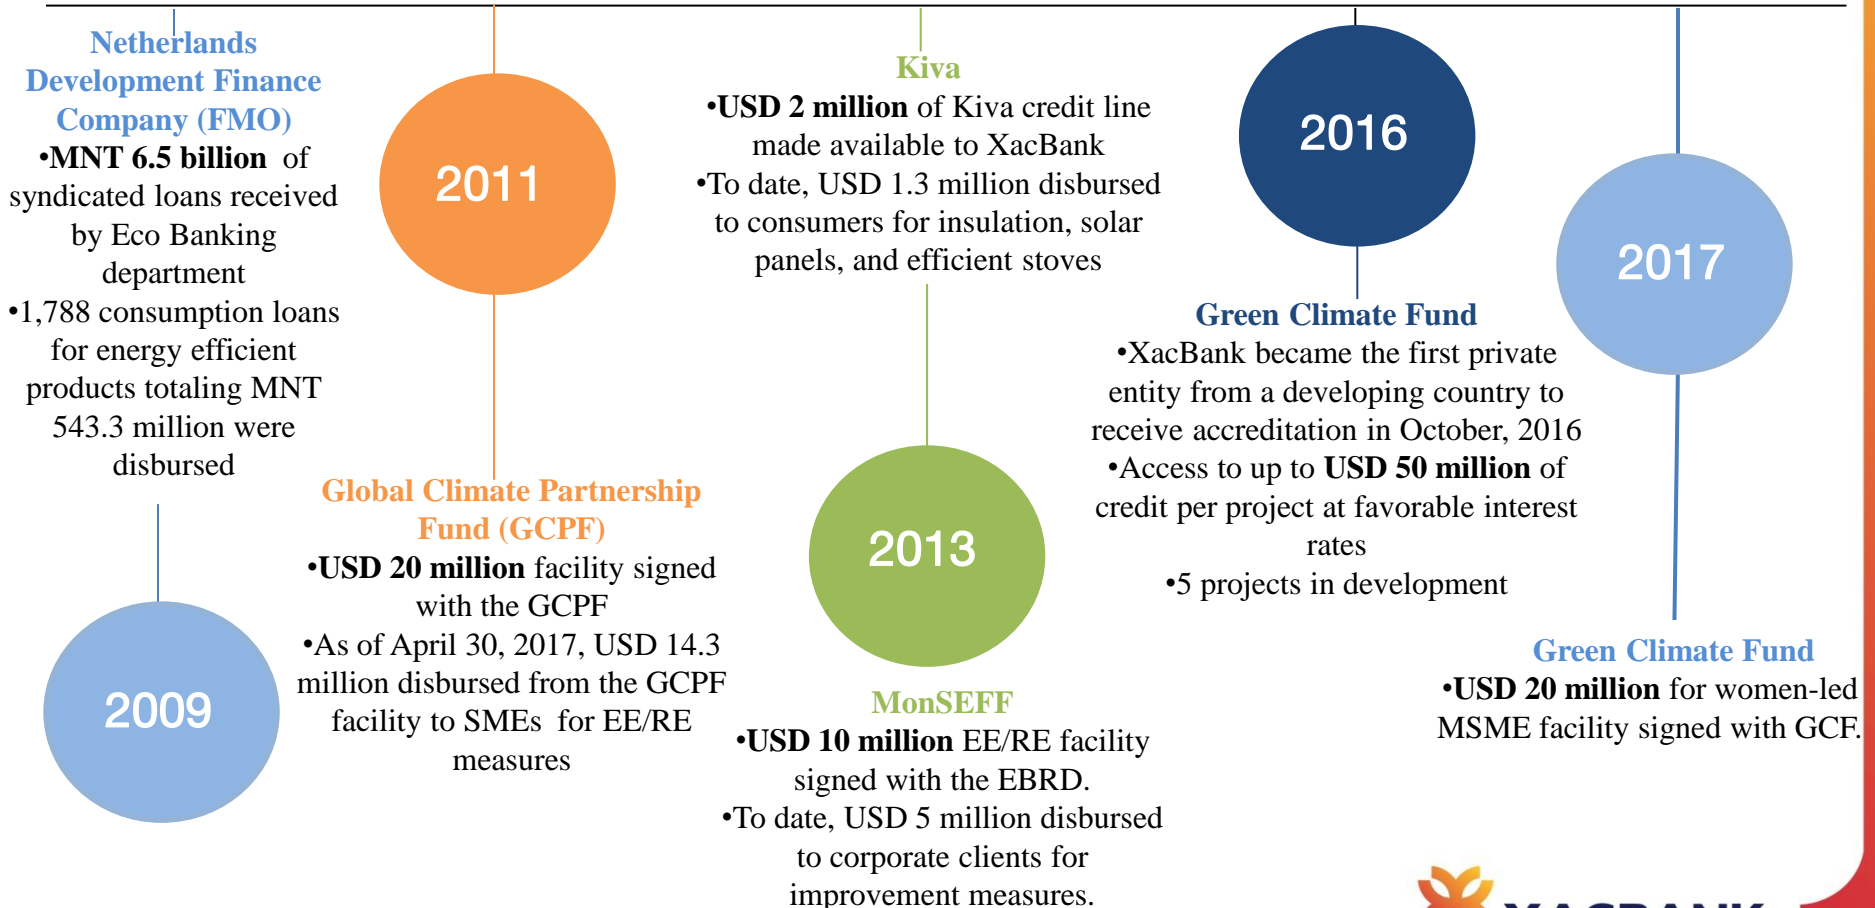 Netherlands
Development Finance
Company (FMO)
•MNT 6.5 billion of
syndicated loans received
by Eco Banking
department
•1,788 consumption loans
for energy efficient
products totaling MNT
543.3 million were
disbursed
2009
2011
Global Climate Partnership
Fund (GCPF)
•USD 20 million facility signed
with the GCPF
•As of April 30, 2017, USD 14.3
million disbursed from the GCPF
facility to SMEs for EE/RE
measures
Kiva
•USD 2 million of Kiva credit line
made available to XacBank
•To date, USD 1.3 million disbursed
to consumers for insulation, solar
panels, and efficient stoves
2013
MonSEFF
•USD 10 million EE/RE facility
signed with the EBRD.
•To date, USD 5 million disbursed
to corporate clients for
improvement measures.
2016
Green Climate Fund
•XacBank became the first private
entity from a developing country to
receive accreditation in October, 2016
•Access to up to USD 50 million of
credit per project at favorable interest
rates
•5 projects in development
2017
Green Climate Fund
•USD 20 million for women-led
MSME facility signed with GCF.
XACBANK